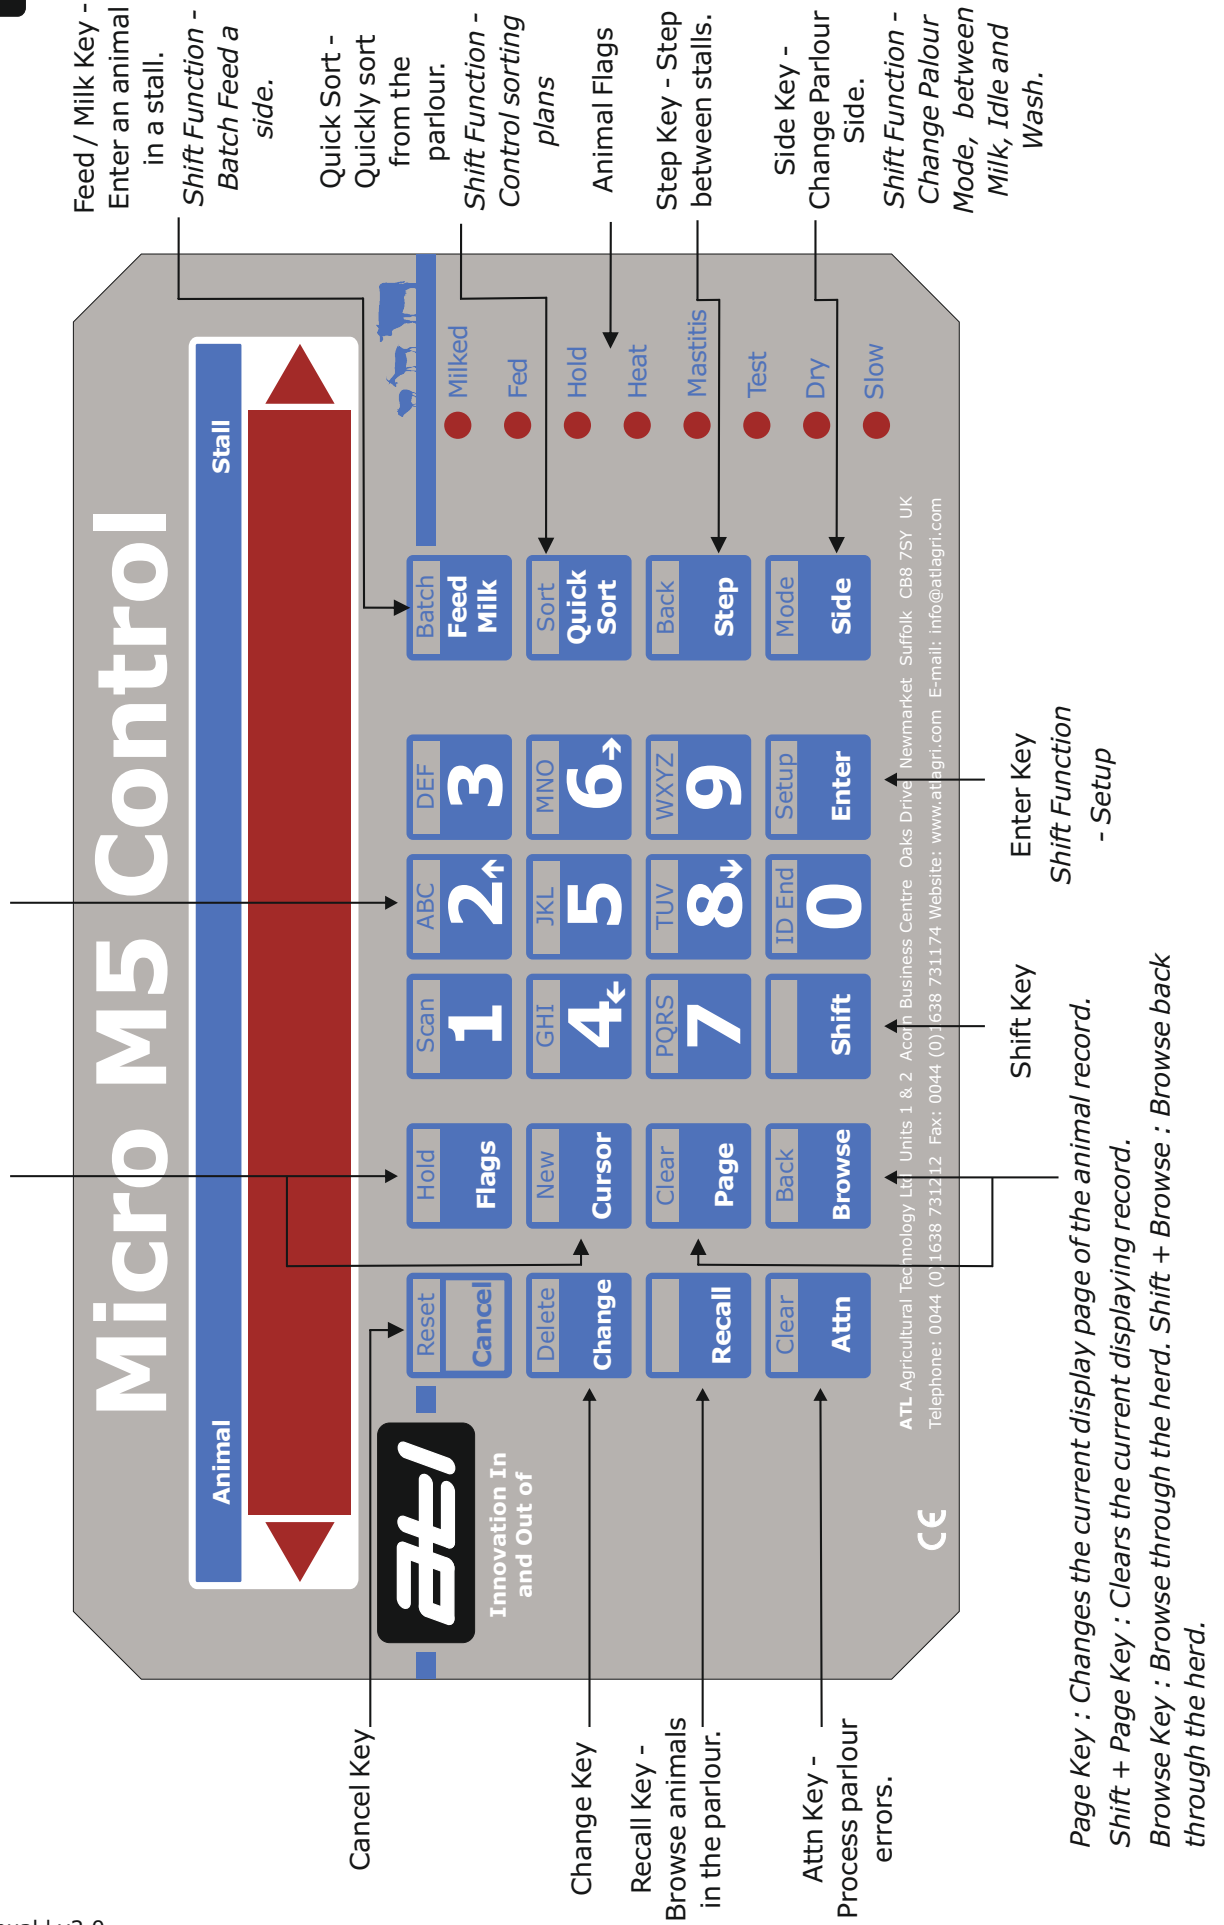 Feed / Milk Key -
Enter an animal
in a stall.
Shift Function -
Batch Feed a
side.
Quick Sort -
Quickly sort
from the
parlour.
Shift Function -
Control sorting
plans
Animal Flags
Step Key - Step
between stalls.
Side Key -
Change Parlour
Side.
Shift Function -
Change Palour
Mode, between
Milk, Idle and
Wash.
Micro M5 Control
Animal
Stall
atl
Innovation In
and Out of
Reset
Cancel
Hold
Flags
Scan
1
ABC
2
DEF
3
Batch
Feed
Milk
Milked
Fed
Hold
Heat
Mastitis
Test
Dry
Slow
Delete
Change
New
Cursor
GHI
4
JKL
5
MNO
6
Sort
Quick
Sort
Recall
Clear
Page
PQRS
7
TUV
8
WXYZ
9
Back
Step
Clear
Attn
Back
Browse
Shift
ID End
0
Setup
Enter
Mode
Side
CE
ATL Agricultural Technology Ltd Units 1 & 2 Acorn Business Centre Oaks Drive Newmarket Suffolk CB8 7SY UK
Telephone: 0044 (0)1638 731212 Fax: 0044 (0)1638 731174 Website: www.atlagri.com E-mail: info@atlagri.com
Cancel Key
Change Key
Recall Key -
Browse animals
in the parlour.
Attn Key -
Process parlour
errors.
Shift Key
Enter Key
Shift Function
- Setup
Page Key : Changes the current display page of the animal record.
Shift + Page Key : Clears the current displaying record.
Browse Key : Browse through the herd. Shift + Browse : Browse back
through the herd.